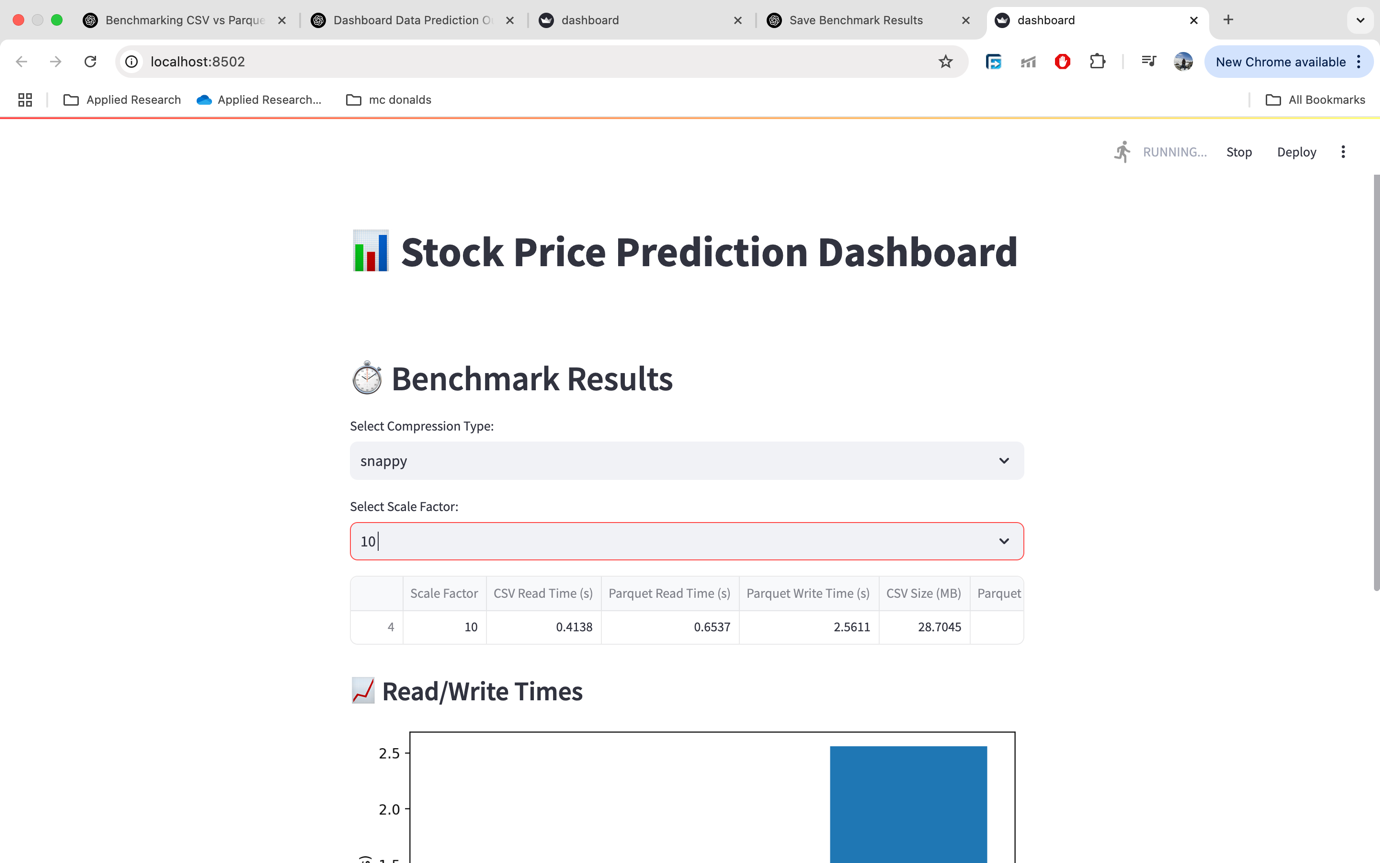 Benchmarking CSV vs Parque
Dashboard Data Prediction O
dashboard
Save Benchmark Results
dashboard
localhost:8502
New Chrome available
Applied Research
Applied Research...
mc donalds
All Bookmarks
RUNNING...
Stop
Deploy
Stock Price Prediction Dashboard
Benchmark Results
Select Compression Type:
snappy
Select Scale Factor:
10
Scale Factor CSV Read Time (s) Parquet Read Time (s) Parquet Write Time (s) CSV Size (MB) Parquet
4 10 0.4138 0.6537 2.5611 28.7045
Read/Write Times
2.5
2.0
1.5